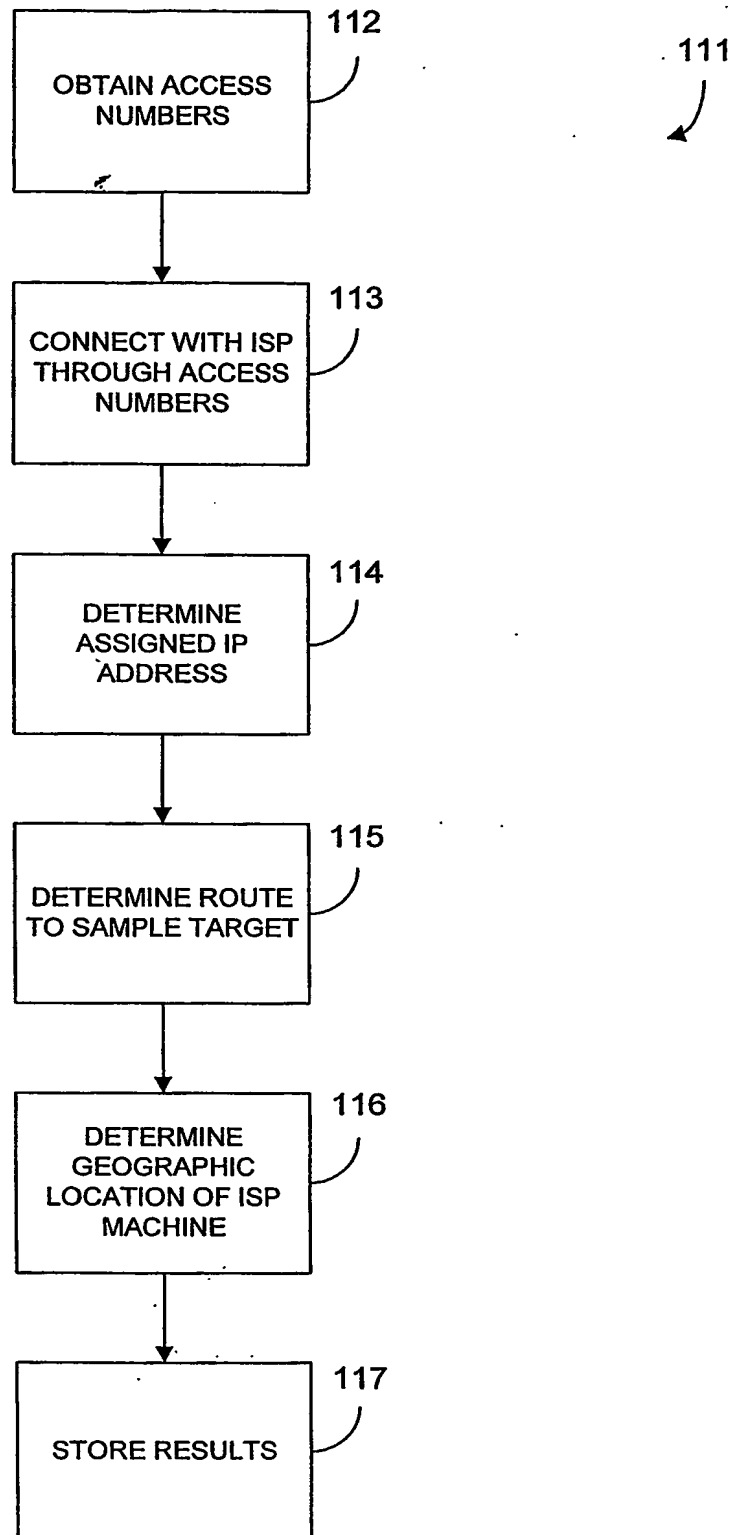 112
111
OBTAIN ACCESS
NUMBERS
113
CONNECT WITH ISP
THROUGH ACCESS
NUMBERS
114
DETERMINE
ASSIGNED IP
ADDRESS
115
DETERMINE ROUTE
TO SAMPLE TARGET
116
DETERMINE
GEOGRAPHIC
LOCATION OF ISP
MACHINE
117
STORE RESULTS